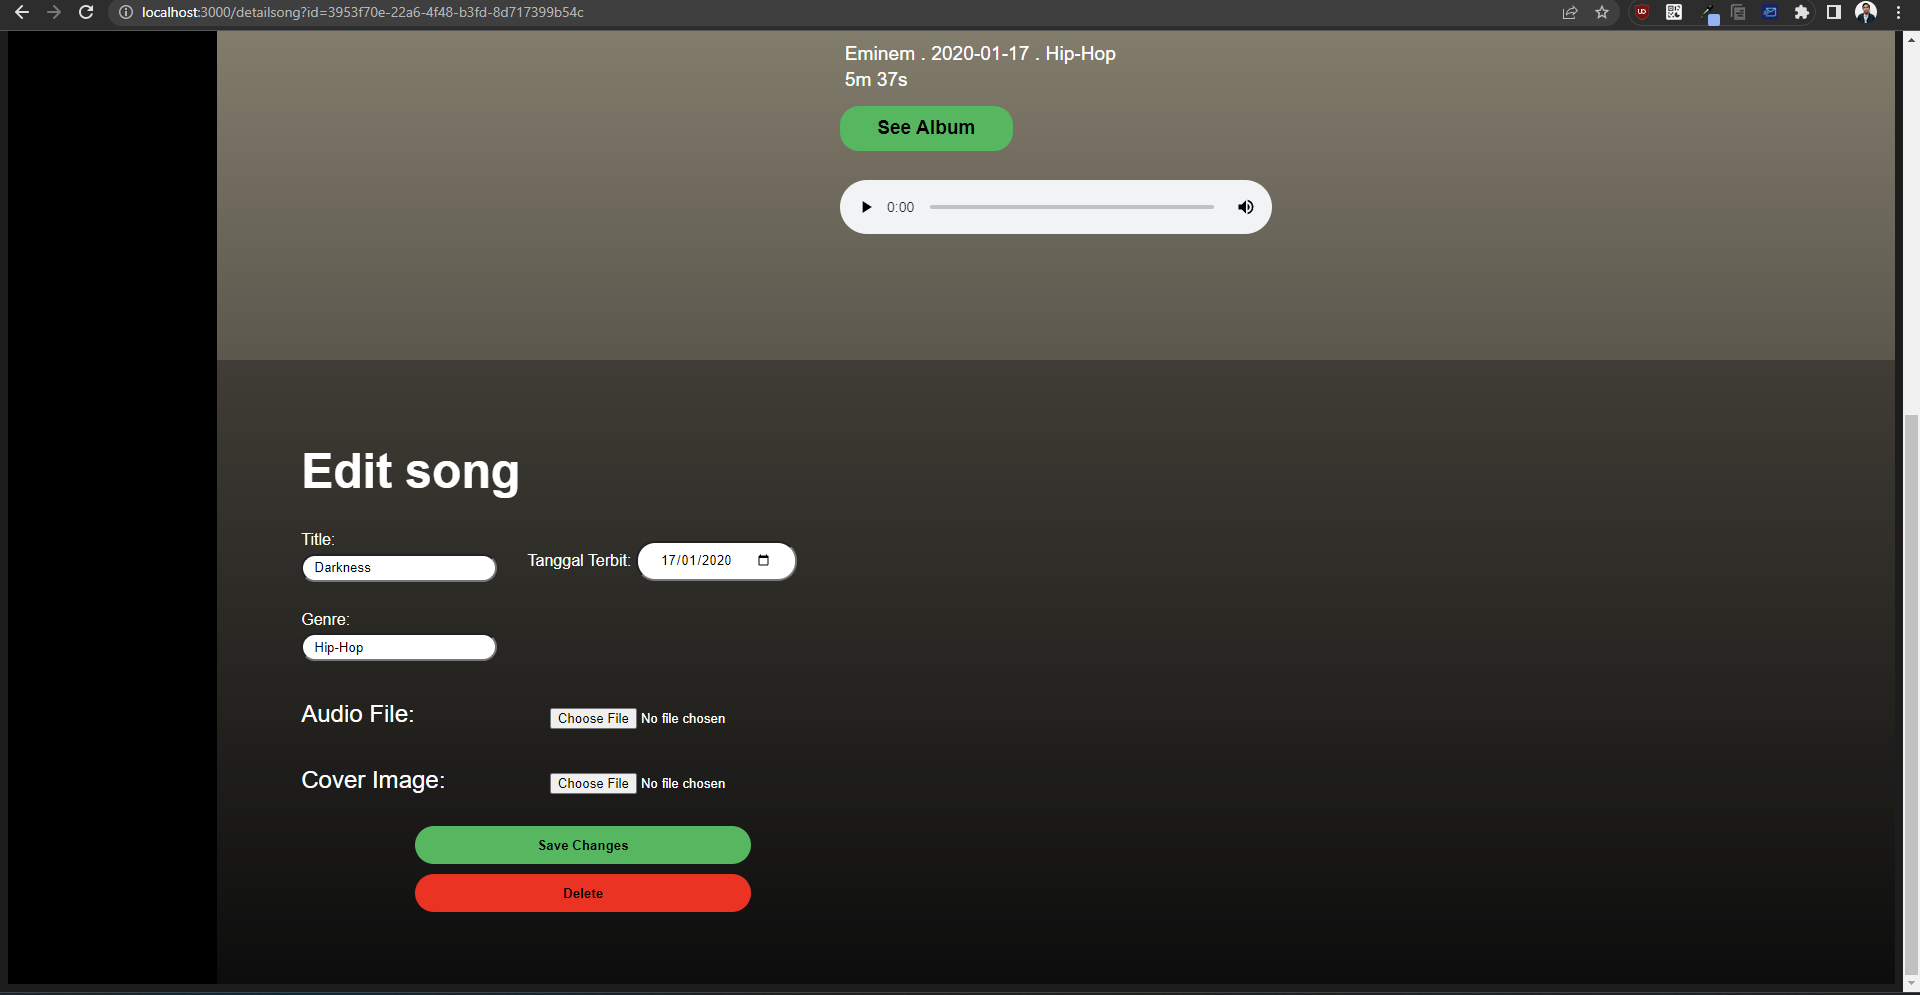 localhost:3000/detailsong?id=3953f70e-22a6-4f48-b3fd-8d717399b54c
Eminem . 2020-01-17 . Hip-Hop
5m 37s
See Album
0:00
Edit song
Title:
Darkness
Tanggal Terbit: 17/01/2020
Genre:
Hip-Hop
Audio File: Choose File No file chosen
Cover Image: Choose File No file chosen
Save Changes
Delete